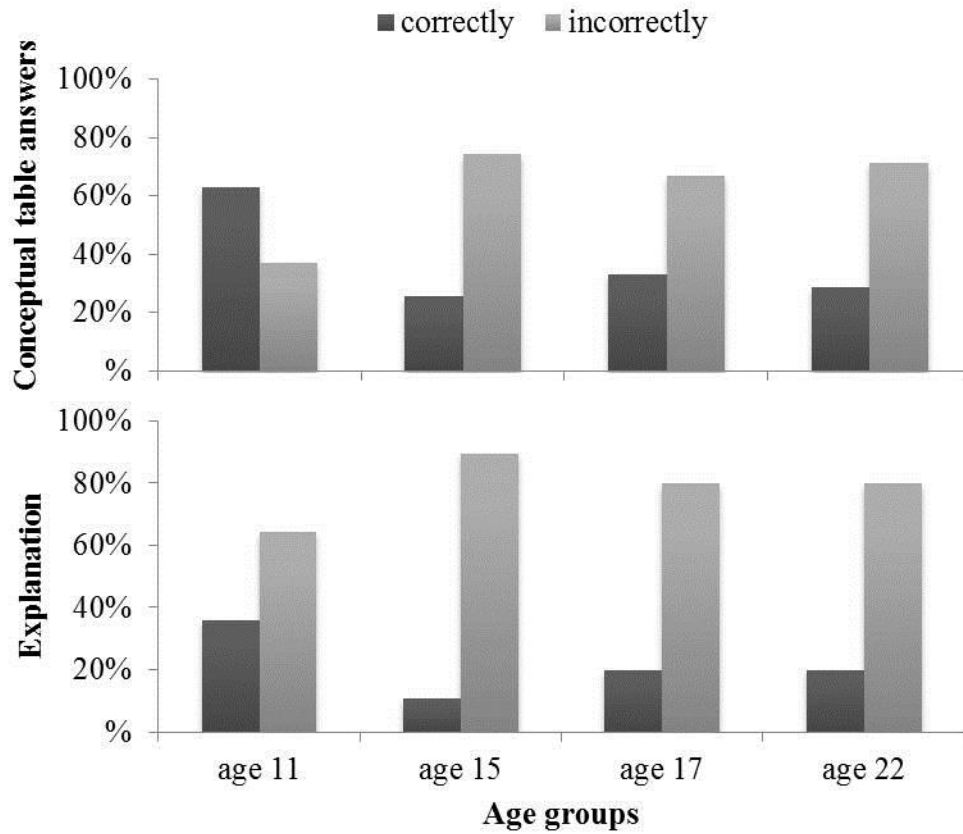 correctly incorrectly
Conceptual table answers
100%
80%
60%
40%
20%
%
Explanation
100%
80%
60%
40%
20%
%
age 11 age 15 age 17 age 22
Age groups